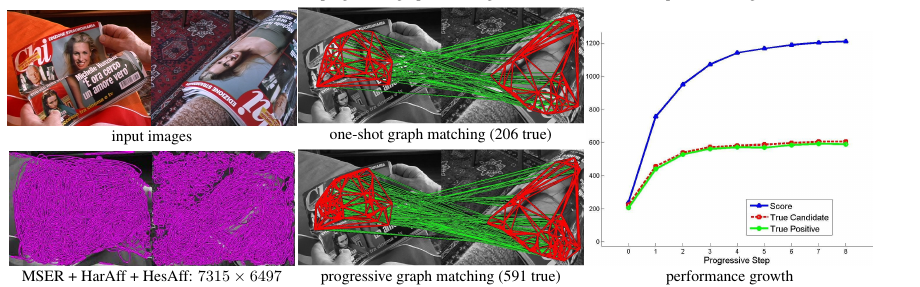 Chi
EDIZIONE STRAORDINARIA
Michelle Hunziker
"È ora cerco
un amore vero"
input images
one-shot graph matching (206 true)
MSER + HarAff + HesAff: 7315 × 6497
progressive graph matching (591 true)
1200
1000
800
600
400
200
0
0 1 2 3 4 5 6 7 8
Progressive Step
Score
True Candidate
True Positive
performance growth